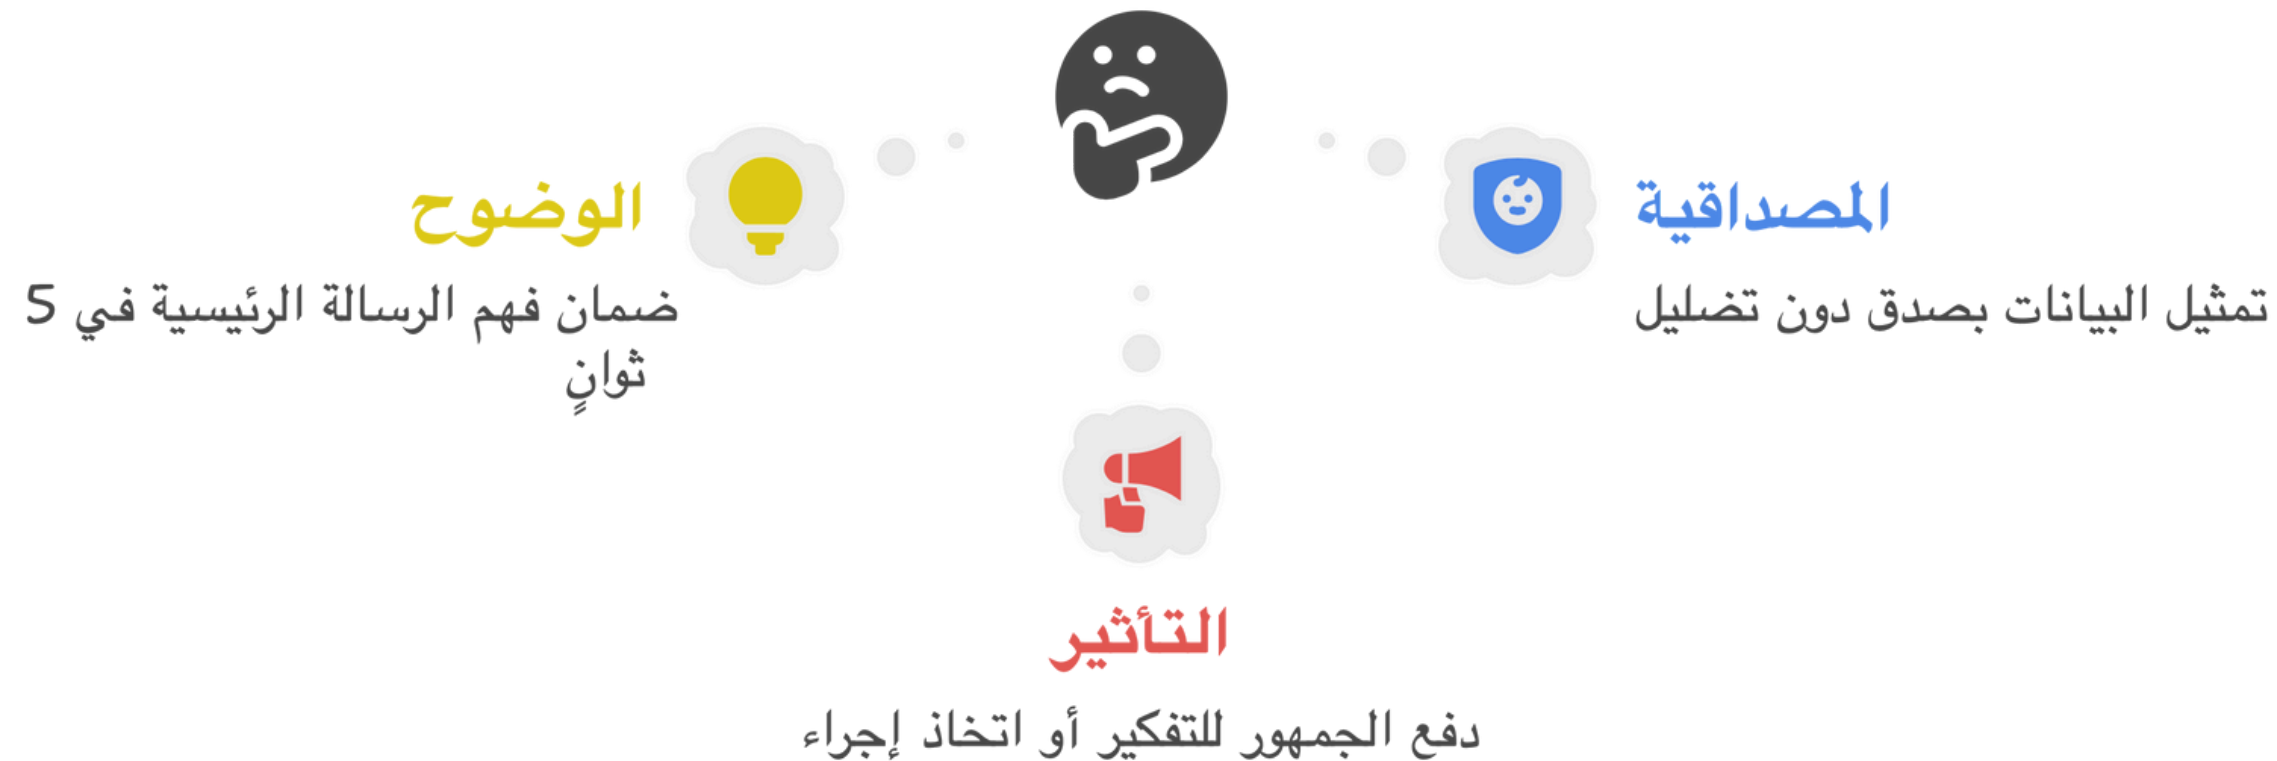 المصداقية
تمثيل البيانات بصدق دون تضليل
الوضوح
ضمان فهم الرسالة الرئيسية في 5
ثوانٍ
التأثير
دفع الجمهور للتفكير أو اتخاذ إجراء